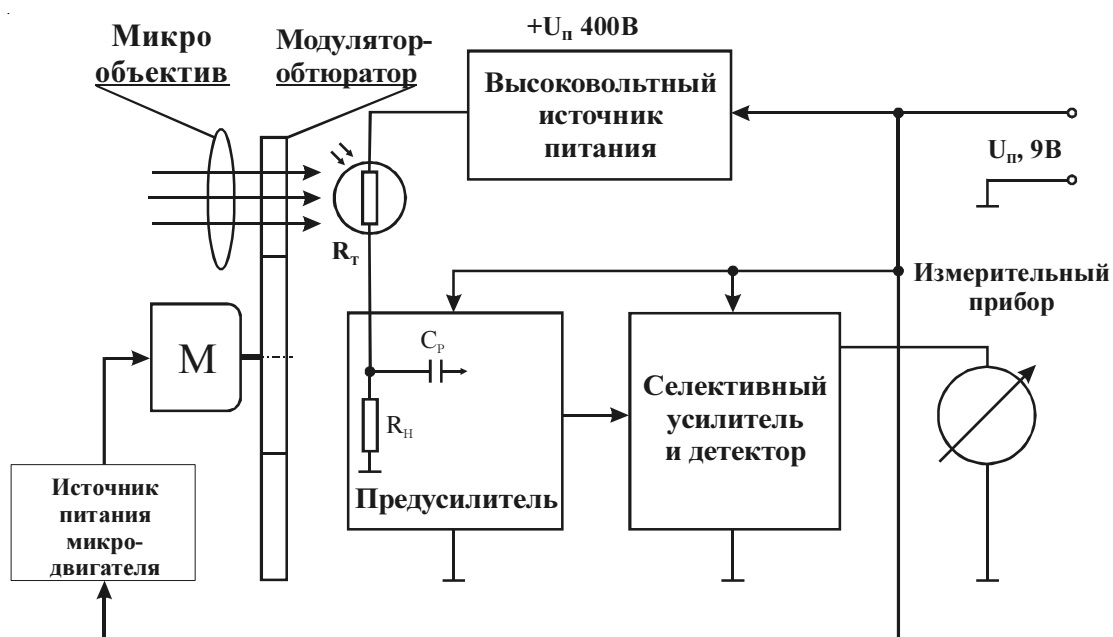 +Uп 400В
Микро
объектив
Модулятор-
обтюратор
Высоковольтный
источник
питания
Uп, 9В
Rт
Измерительный
прибор
М
CР
RН
Предусилитель
Селективный
усилитель
и детектор
Источник
питания
микро-
двигателя